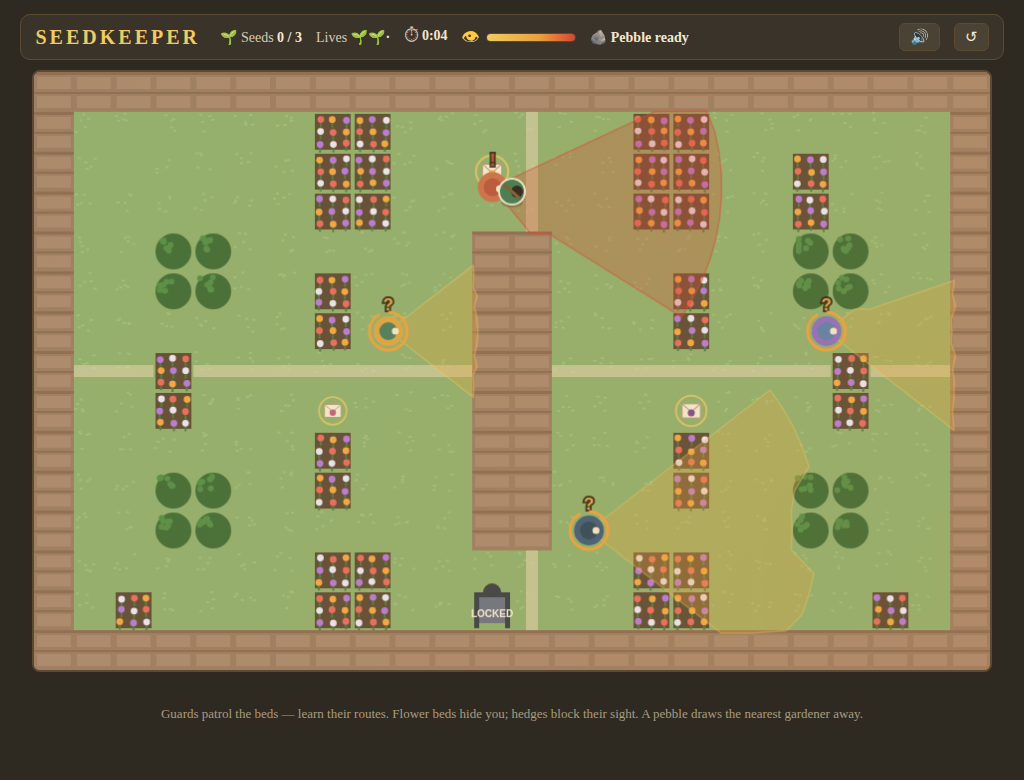 SEEDKEEPER Seeds 0 / 3 Lives 0:04 Pebble ready
!
?
?
?
LOCKED
Guards patrol the beds — learn their routes. Flower beds hide you; hedges block their sight. A pebble draws the nearest gardener away.